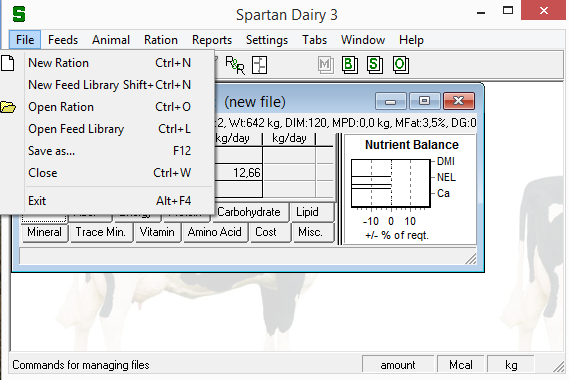 S Spartan Dairy 3
File Feeds Animal Ration Reports Settings Tabs Window Help
New Ration Ctrl+N
R&R M B S O
New Feed Library Shift+Ctrl+N
Open Ration Ctrl+O
(new file)
Open Feed Library Ctrl+L
:2, Wt:642 kg, DIM:120, MPD:0,0 kg, MFat:3,5%, DG:0
Save as... F12
kg/day kg/day
Close Ctrl+W
12,66
Exit Alt+F4
Nutrient Balance
DMI
NEL
Ca
-10 0 10
+/- % of reqt.
Carbohydrate Lipid
Mineral Trace Min. Vitamin Amino Acid Cost Misc.
Commands for managing files amount Mcal kg